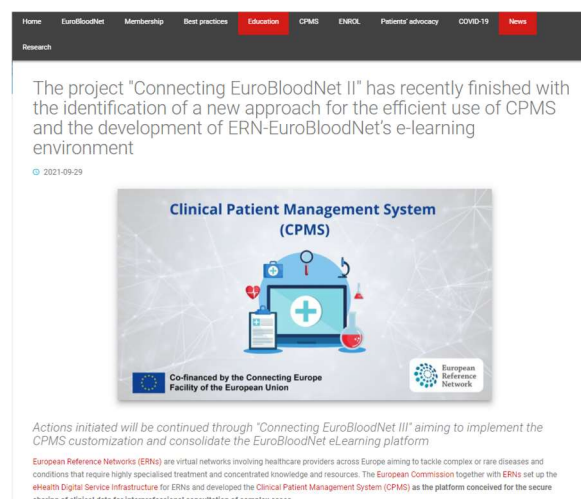 Home EuroBloodNet Membership Best practices Education CPMS ENROL Patients' advocacy COVID-19 News
Research
The project "Connecting EuroBloodNet II" has recently finished with
the identification of a new approach for the efficient use of CPMS
and the development of ERN-EuroBloodNet's e-learning
environment
2021-09-29
Clinical Patient Management System
(CPMS)
Co-financed by the Connecting Europe
Facility of the European Union
European
Reference
Network
Actions initiated will be continued through "Connecting EuroBloodNet III" aiming to implement the
CPMS customization and consolidate the EuroBloodNet eLearning platform
European Reference Networks (ERNs) are virtual networks involving healthcare providers across Europe aiming to tackle complex or rare diseases and
conditions that require highly specialised treatment and concentrated knowledge and resources. The European Commission together with ERNs set up the
eHealth Digital Service Infrastructure for ERNs and developed the Clinical Patient Management System (CPMS) as the platform conceived for the secure